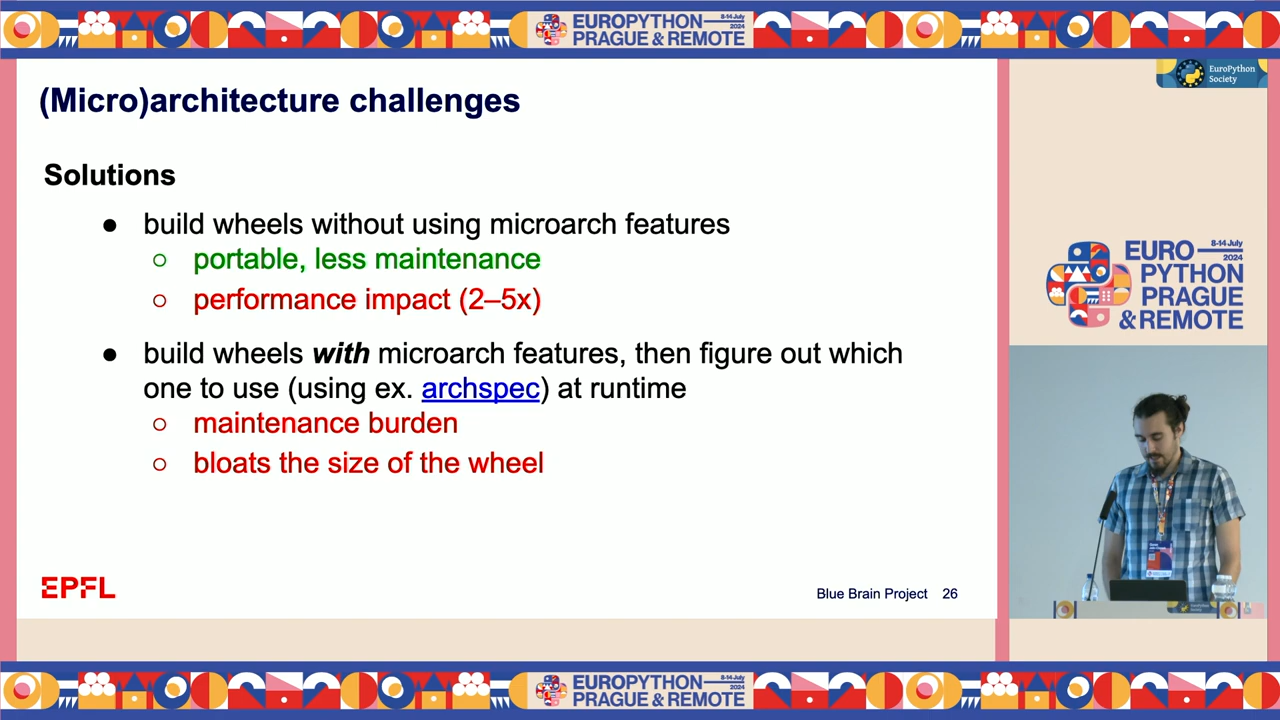 EUROPYTHON
8-14 July
2024
PRAGUE & REMOTE
EuroPython
Society
(Micro)architecture challenges
Solutions
● build wheels without using microarch features
○ portable, less maintenance
○ performance impact (2–5x)
● build wheels with microarch features, then figure out which
one to use (using ex. archspec) at runtime
○ maintenance burden
○ bloats the size of the wheel
EPFL
Blue Brain Project 26
EURO
8-14 July
2024
PYTHON
PRAGUE
& REMOTE
EuroPython
Society
EUROPYTHON
8-14 July
2024
PRAGUE & REMOTE